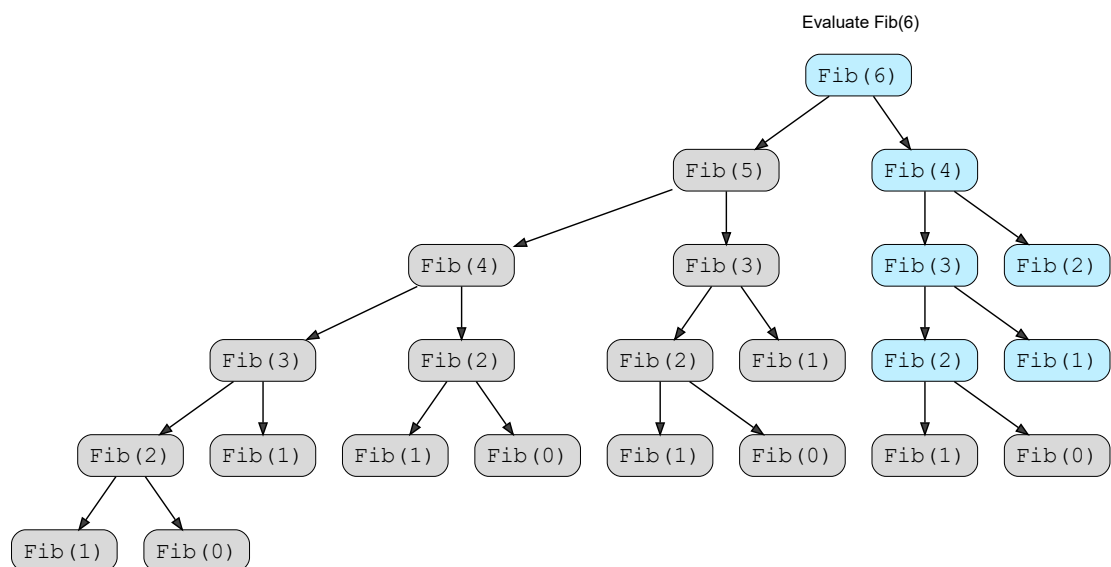 Evaluate Fib(6)
Fib(6)
Fib(5) Fib(4)
Fib(4) Fib(3) Fib(3) Fib(2)
Fib(3) Fib(2) Fib(2) Fib(1) Fib(2) Fib(1)
Fib(2) Fib(1) Fib(1) Fib(0) Fib(1) Fib(0) Fib(1) Fib(0)
Fib(1) Fib(0)